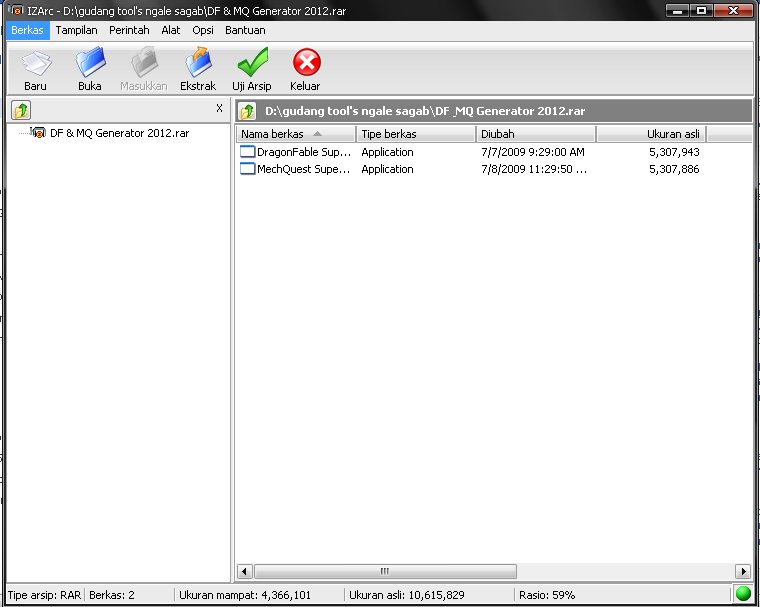 IZArc - D:\gudang tool's ngale sagab\DF & MQ Generator 2012.rar
Berkas Tampilan Perintah Alat Opsi Bantuan
Baru Buka Masukkan Ekstrak Uji Arsip Keluar
X
D:\gudang tool's ngale sagab\DF _MQ Generator 2012.rar
DF & MQ Generator 2012.rar
Nama berkas Tipe berkas Diubah Ukuran asli
DragonFable Sup... Application 7/7/2009 9:29:00 AM 5,307,943
MechQuest Supe... Application 7/8/2009 11:29:50 ... 5,307,886
Tipe arsip: RAR Berkas: 2 Ukuran mampat: 4,366,101 Ukuran asli: 10,615,829 Rasio: 59%